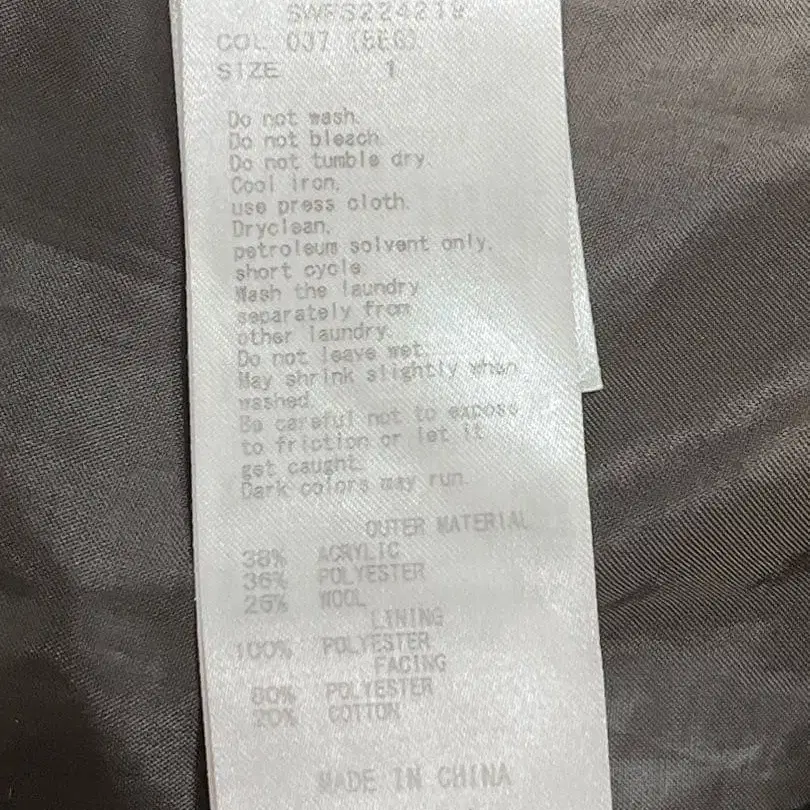 SWFS224219
COL 037 (BEG)
SIZE 1
Do not wash.
Do not bleach.
Do not tumble dry.
Cool iron,
use press cloth.
Dryclean,
petroleum solvent only,
short cycle
Wash the laundry
separately from
other laundry.
Do not leave wet.
May shrink slightly when
washed.
Be careful not to expose
to friction or let it
get caught.
Dark colors may run.
OUTER MATERIAL
38% ACRYLIC
36% POLYESTER
26% WOOL
LINING
100% POLYESTER
FACING
80% POLYESTER
20% COTTON
MADE IN CHINA